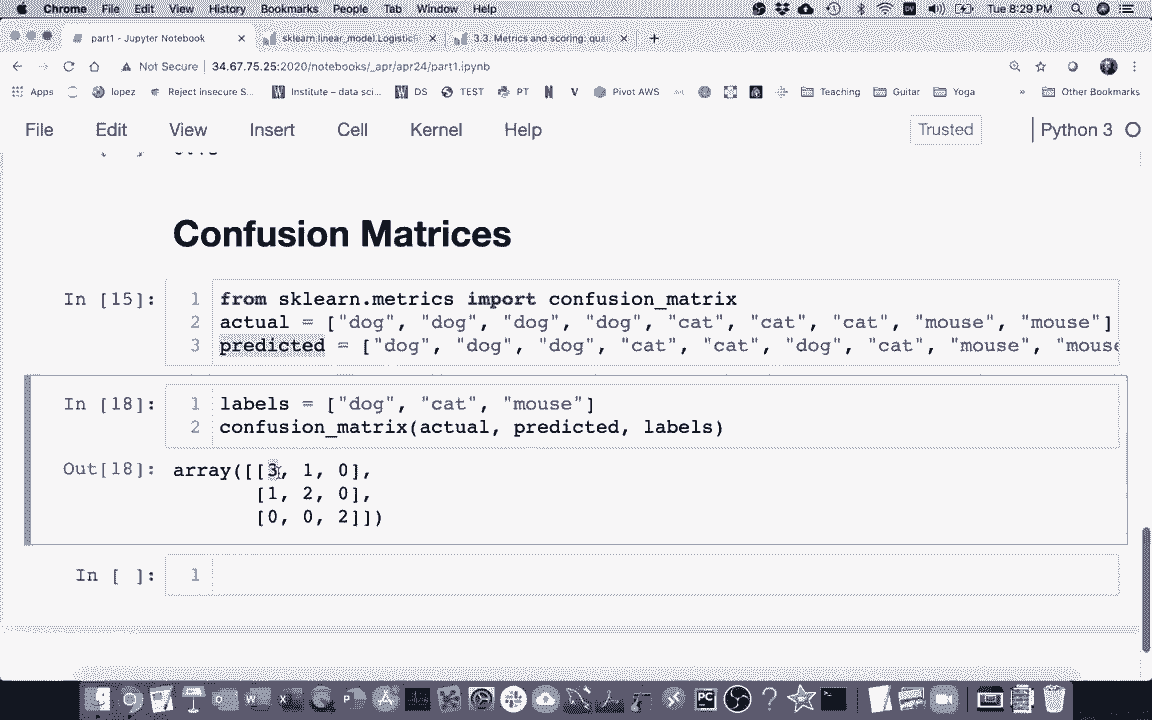 Chrome File Edit View History Bookmarks People Tab Window Help Tue 8:29 PM
part1 - Jupyter Notebook × sklearn.linear_model.LogisticR × 3.3. Metrics and scoring: quan × +
Not Secure | 34.67.75.25:2020/notebooks/_apr/apr24/part1.ipynb
Apps lopez Reject insecure S... Institute – data sci... DS TEST PT N V Pivot AWS Teaching Guitar Yoga » Other Bookmarks
File Edit View Insert Cell Kernel Help Trusted Python 3
Confusion Matrices
In [15]: 1 from sklearn.metrics import confusion_matrix
2 actual = ["dog", "dog", "dog", "dog", "cat", "cat", "cat", "mouse", "mouse"]
3 predicted = ["dog", "dog", "dog", "cat", "cat", "dog", "cat", "mouse", "mouse
In [18]: 1 labels = ["dog", "cat", "mouse"]
2 confusion_matrix(actual, predicted, labels)
Out[18]: array([[3, 1, 0],
[1, 2, 0],
[0, 0, 2]])
In [ ]: 1